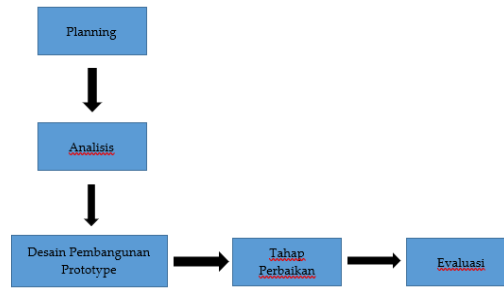 Planning
Analisis
Desain Pembangunan
Prototype
Tahap
Perbaikan
Evaluasi